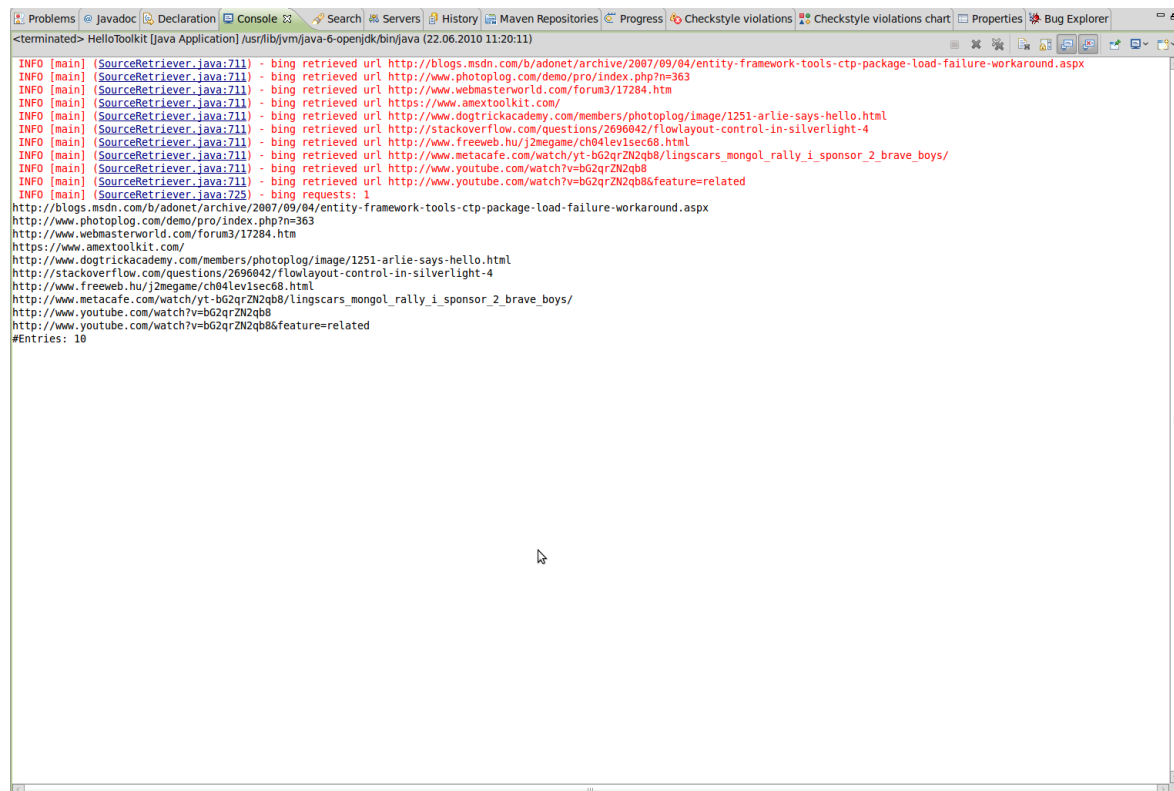 Problems @ Javadoc Declaration Console Search Servers History Maven Repositories Progress Checkstyle violations Checkstyle violations chart Properties Bug Explorer
<terminated> HelloToolkit [Java Application] /usr/lib/jvm/java-6-openjdk/bin/java (22.06.2010 11:20:11)
INFO [main] (SourceRetriever.java:711) - bing retrieved url http://blogs.msdn.com/b/adonet/archive/2007/09/04/entity-framework-tools-ctp-package-load-failure-workaround.aspx
INFO [main] (SourceRetriever.java:711) - bing retrieved url http://www.photoplog.com/demo/pro/index.php?n=363
INFO [main] (SourceRetriever.java:711) - bing retrieved url http://www.webmasterworld.com/forum3/17284.htm
INFO [main] (SourceRetriever.java:711) - bing retrieved url https://www.amextoolkit.com/
INFO [main] (SourceRetriever.java:711) - bing retrieved url http://www.dogtrickacademy.com/members/photoplog/image/1251-arlie-says-hello.html
INFO [main] (SourceRetriever.java:711) - bing retrieved url http://stackoverflow.com/questions/2696042/flowlayout-control-in-silverlight-4
INFO [main] (SourceRetriever.java:711) - bing retrieved url http://www.freeweb.hu/j2megame/ch04lev1sec68.html
INFO [main] (SourceRetriever.java:711) - bing retrieved url http://www.metacafe.com/watch/yt-bG2qrZN2qb8/lingscars_mongol_rally_i_sponsor_2_brave_boys/
INFO [main] (SourceRetriever.java:711) - bing retrieved url http://www.youtube.com/watch?v=bG2qrZN2qb8
INFO [main] (SourceRetriever.java:711) - bing retrieved url http://www.youtube.com/watch?v=bG2qrZN2qb8&feature=related
INFO [main] (SourceRetriever.java:725) - bing requests: 1
http://blogs.msdn.com/b/adonet/archive/2007/09/04/entity-framework-tools-ctp-package-load-failure-workaround.aspx
http://www.photoplog.com/demo/pro/index.php?n=363
http://www.webmasterworld.com/forum3/17284.htm
https://www.amextoolkit.com/
http://www.dogtrickacademy.com/members/photoplog/image/1251-arlie-says-hello.html
http://stackoverflow.com/questions/2696042/flowlayout-control-in-silverlight-4
http://www.freeweb.hu/j2megame/ch04lev1sec68.html
http://www.metacafe.com/watch/yt-bG2qrZN2qb8/lingscars_mongol_rally_i_sponsor_2_brave_boys/
http://www.youtube.com/watch?v=bG2qrZN2qb8
http://www.youtube.com/watch?v=bG2qrZN2qb8&feature=related
#Entries: 10